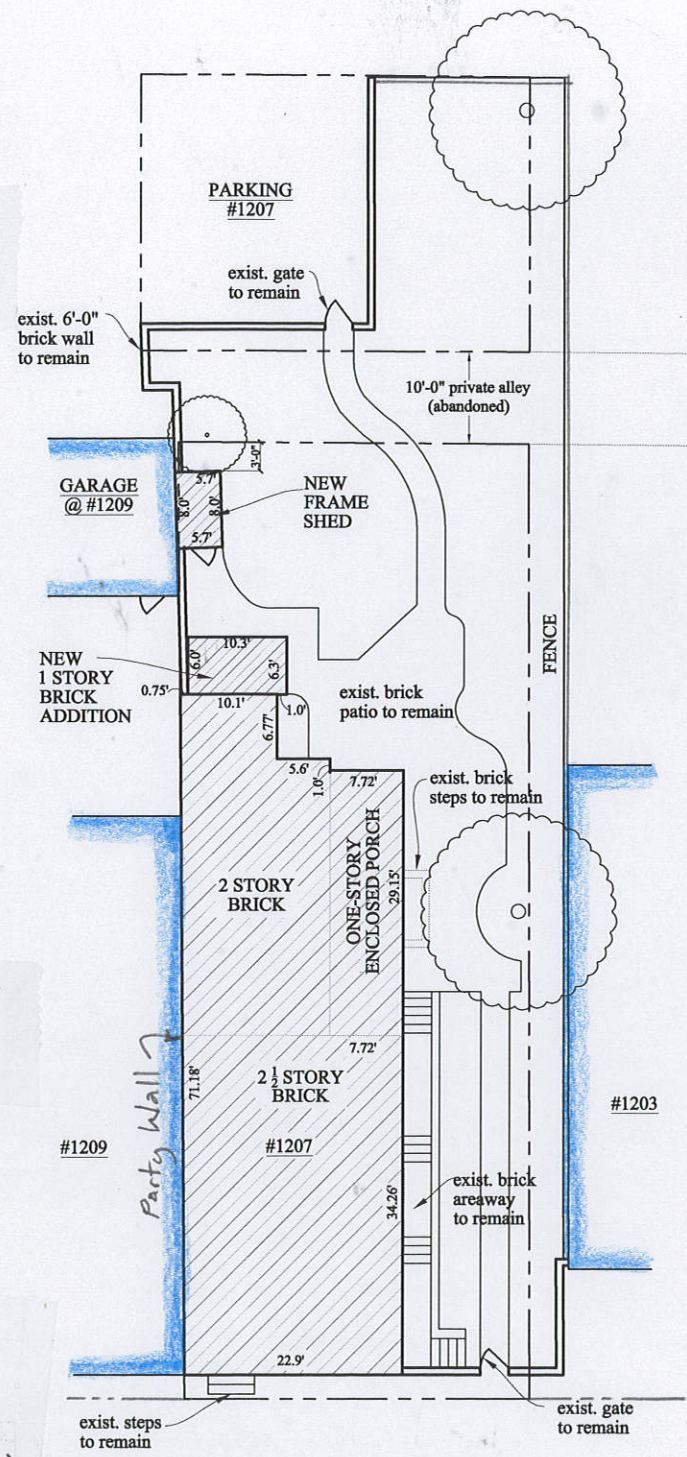 PARKING
#1207
exist. gate
to remain
exist. 6'-0"
brick wall
to remain
10'-0" private alley
(abandoned)
3'-0"
GARAGE
@ #1209
5.7'
8.0'
8.0'
5.7'
NEW
FRAME
SHED
FENCE
NEW
1 STORY
BRICK
ADDITION
10.3'
6.0'
6.3'
0.75'
10.1'
1.0'
6.77'
exist. brick
patio to remain
5.6'
1.0'
7.72'
exist. brick
steps to remain
2 STORY
BRICK
ONE-STORY
ENCLOSED PORCH
29.15'
7.72'
Party Wall
71.18'
2 1/2 STORY
BRICK
#1209
#1207
#1203
34.26'
exist. brick
areaway
to remain
22.9'
exist. steps
to remain
exist. gate
to remain